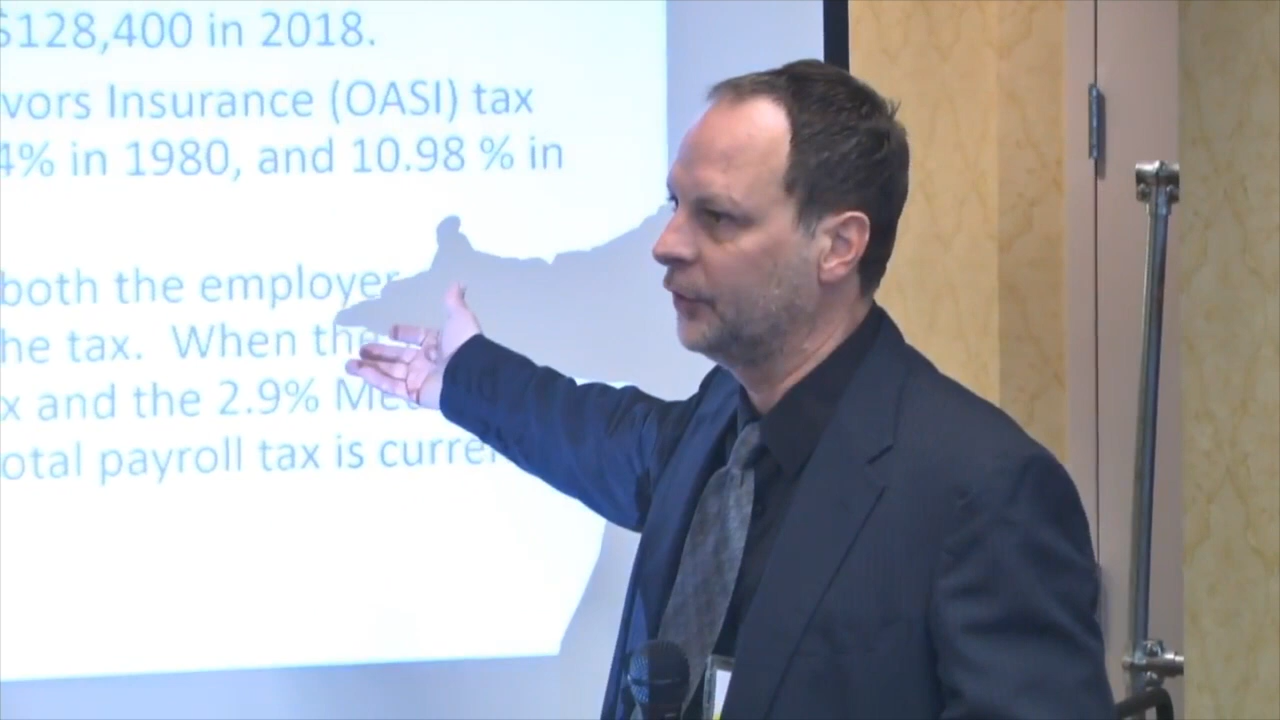 $128,400 in 2018.
vors Insurance (OASI) tax
4% in 1980, and 10.98 % in
both the employer
he tax. When the
x and the 2.9% Me
otal payroll tax is curre